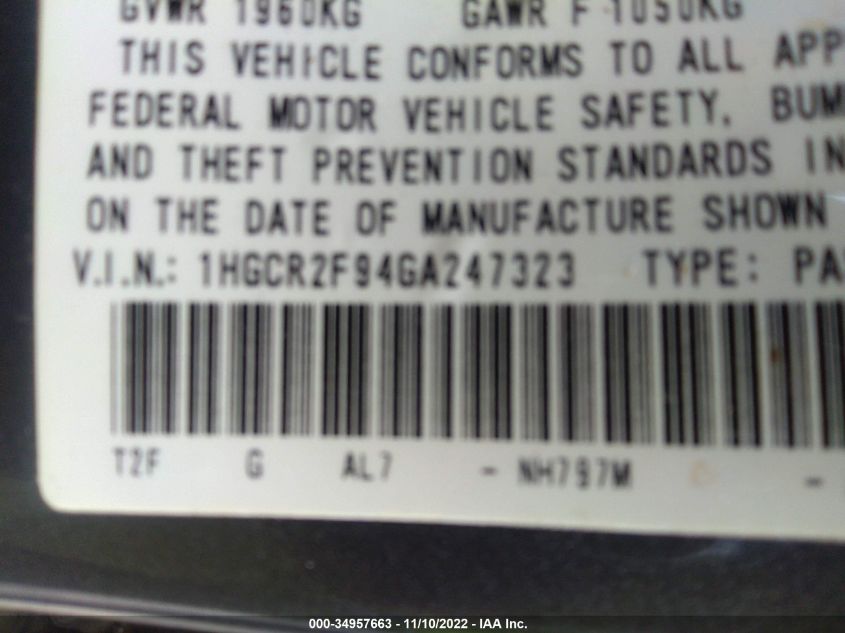 GVWR 1960KG GAWR F 1050KG
THIS VEHICLE CONFORMS TO ALL APP
FEDERAL MOTOR VEHICLE SAFETY, BUM
AND THEFT PREVENTION STANDARDS IN
ON THE DATE OF MANUFACTURE SHOWN
V.I.N.: 1HGCR2F94GA247323 TYPE: PA
T2F G AL7 - NH797M -
000-34957663 - 11/10/2022 - IAA Inc.